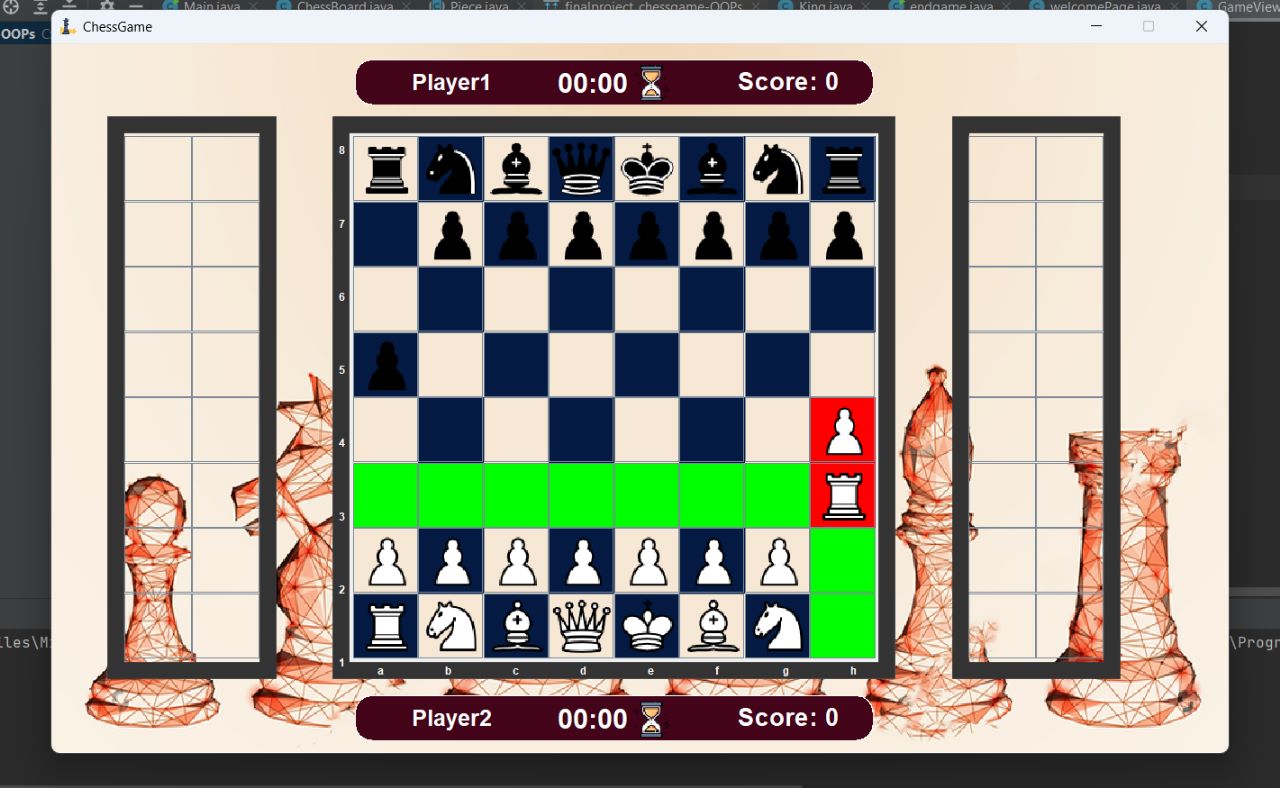 Main.java ChessBoard.java Piece.java finalproject_chessgame-OOPs King.java endgame.java welcomePage.java GameView
OOPs
ChessGame
Player1 00:00 Score: 0
8
7
6
5
4
3
2
1
a b c d e f g h
Player2 00:00 Score: 0
iles\M
\Progr